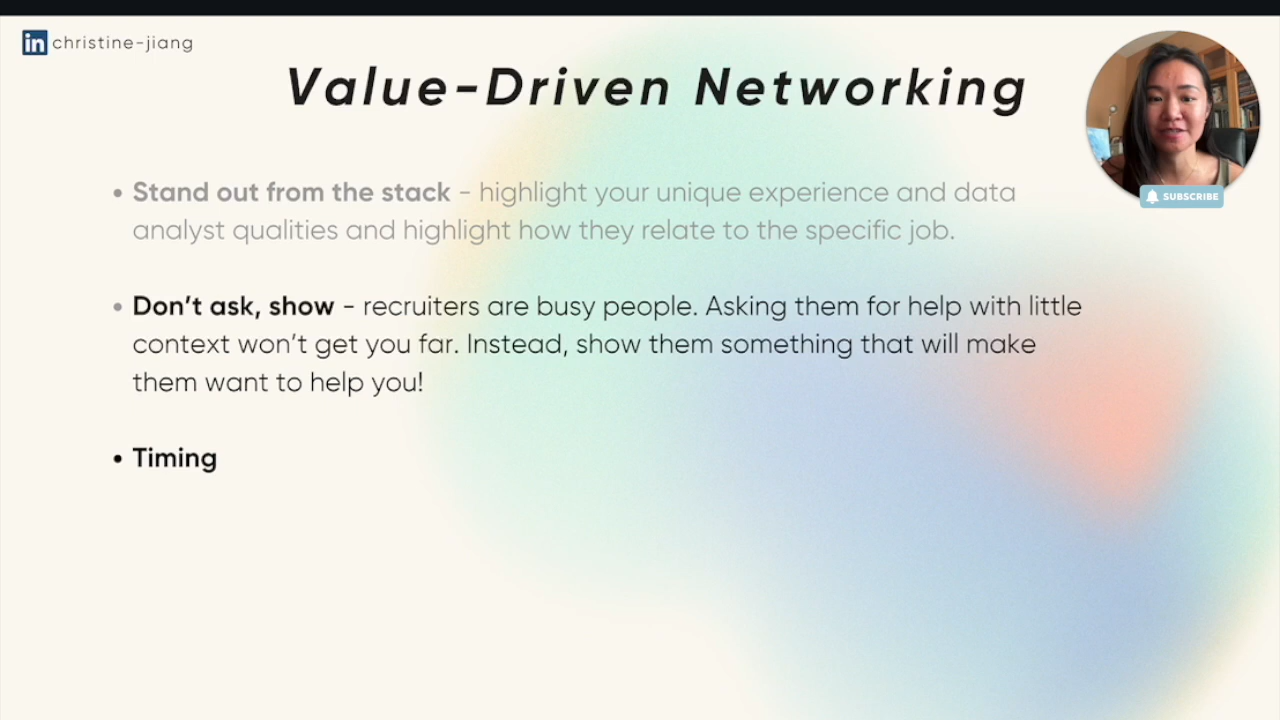 in christine-jiang
Value-Driven Networking
SUBSCRIBE
• Stand out from the stack - highlight your unique experience and data
analyst qualities and highlight how they relate to the specific job.
• Don't ask, show - recruiters are busy people. Asking them for help with little
context won't get you far. Instead, show them something that will make
them want to help you!
• Timing